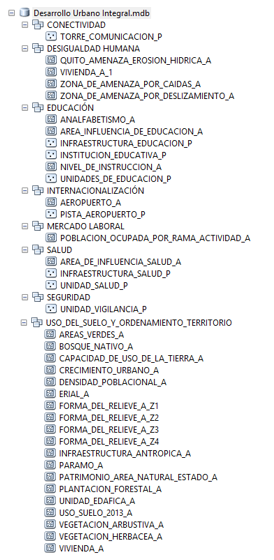 Desarrollo Urbano Integral.mdb
CONECTIVIDAD
TORRE_COMUNICACION_P
DESIGUALDAD HUMANA
QUITO_AMENAZA_EROSION_HIDRICA_A
VIVIENDA_A_1
ZONA_DE_AMENAZA_POR_CAIDAS_A
ZONA_DE_AMENAZA_POR_DESLIZAMIENTO_A
EDUCACIÓN
ANALFABETISMO_A
AREA_INFLUENCIA_DE_EDUCACION_A
INFRAESTRUCTURA_EDUCACION_P
INSTITUCION_EDUCATIVA_P
NIVEL_DE_INSTRUCCION_A
UNIDADES_DE_EDUCACION_P
INTERNACIONALIZACIÓN
AEROPUERTO_A
PISTA_AEROPUERTO_P
MERCADO LABORAL
POBLACION_OCUPADA_POR_RAMA_ACTIVIDAD_A
SALUD
AREA_DE_INFLUENCIA_SALUD_A
INFRAESTRUCTURA_SALUD_P
UNIDAD_SALUD_P
SEGURIDAD
UNIDAD_VIGILANCIA_P
USO_DEL_SUELO_Y_ORDENAMIENTO_TERRITORIO
AREAS_VERDES_A
BOSQUE_NATIVO_A
CAPACIDAD_DE_USO_DE_LA_TIERRA_A
CRECIMIENTO_URBANO_A
DENSIDAD_POBLACIONAL_A
ERIAL_A
FORMA_DEL_RELIEVE_A_Z1
FORMA_DEL_RELIEVE_A_Z2
FORMA_DEL_RELIEVE_A_Z3
FORMA_DEL_RELIEVE_A_Z4
INFRAESTRUCTURA_ANTROPICA_A
PARAMO_A
PATRIMONIO_AREA_NATURAL_ESTADO_A
PLANTACION_FORESTAL_A
UNIDAD_EDAFICA_A
USO_SUELO_2013_A
VEGETACION_ARBUSTIVA_A
VEGETACION_HERBACEA_A
VIVIENDA_A